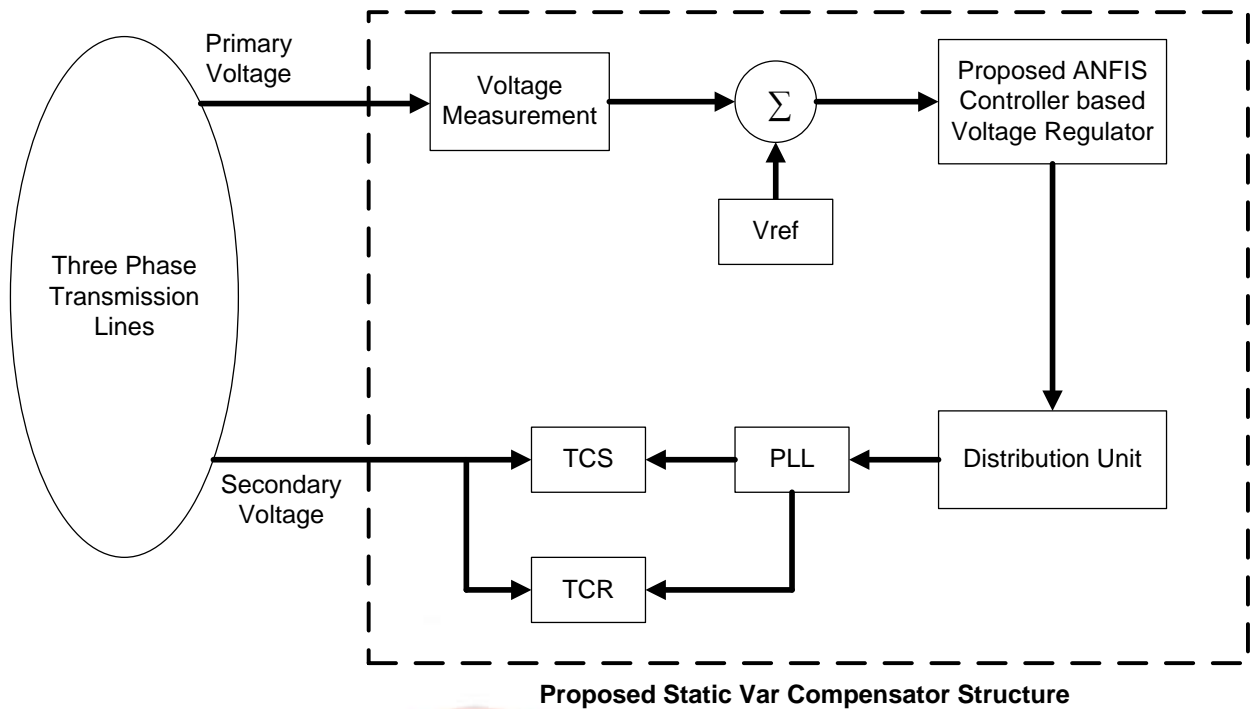 Primary
Voltage
Voltage
Measurement
Σ
Proposed ANFIS
Controller based
Voltage Regulator
Vref
Three Phase
Transmission
Lines
TCS
PLL
Distribution Unit
Secondary
Voltage
TCR
Proposed Static Var Compensator Structure